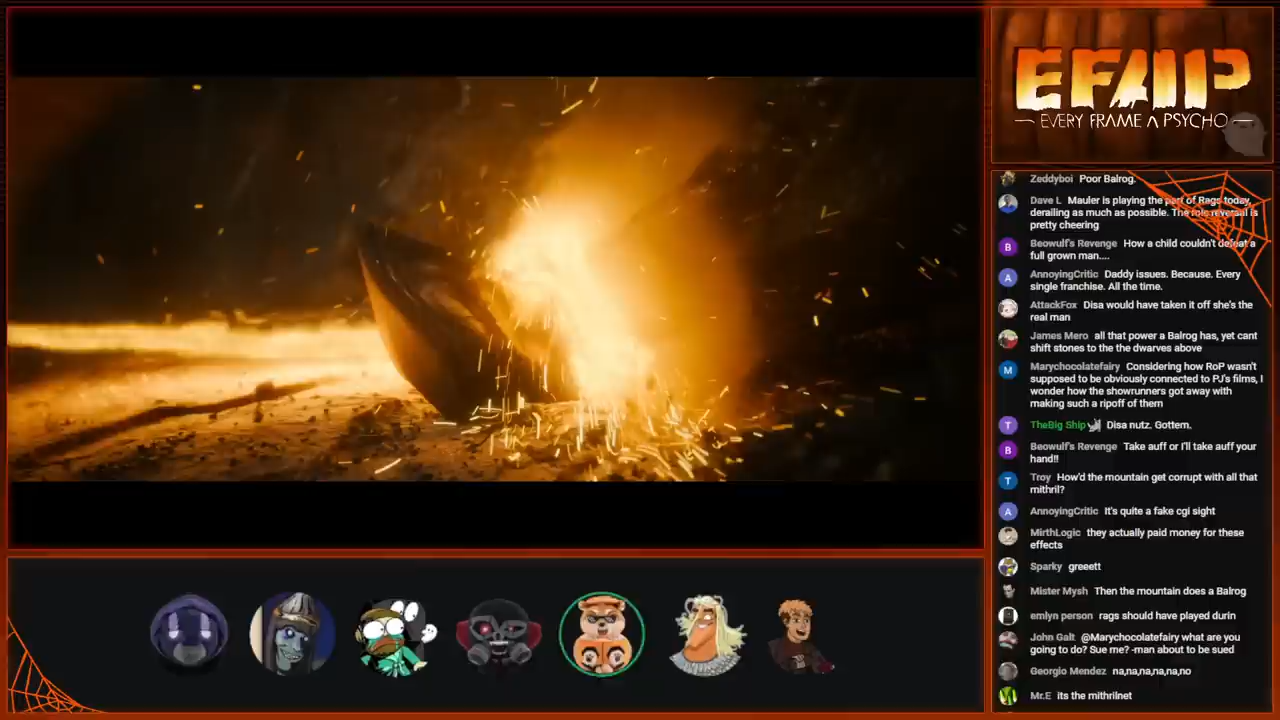 EFAP
EVERY FRAME A PSYCHO
Zeddyboi Poor Balrog.
Dave L Mauler is playing the part of Rags today,
derailing as much as possible. The role reversal is
pretty cheering
B
Beowulf's Revenge How a child couldn't defeat a
full grown man....
A
AnnoyingCritic Daddy issues. Because. Every
single franchise. All the time.
AttackFox Disa would have taken it off she's the
real man
James Mero all that power a Balrog has, yet cant
shift stones to the the dwarves above
M
Marychocolatefairy Considering how RoP wasn't
supposed to be obviously connected to PJ's films, I
wonder how the showrunners got away with
making such a ripoff of them
T
TheBig Ship Disa nutz. Gottem.
B
Beowulf's Revenge Take auff or i'll take auff your
hand!!
T
Troy How'd the mountain get corrupt with all that
mithril?
A
AnnoyingCritic It's quite a fake cgi sight
MirthLogic they actually paid money for these
effects
Sparky greeett
Mister Mysh Then the mountain does a Balrog
emlyn person rags should have played durin
John Galt @Marychocolatefairy what are you
going to do? Sue me? -man about to be sued
Georgio Mendez na,na,na,na,na,no
Mr.E its the mithrilnet